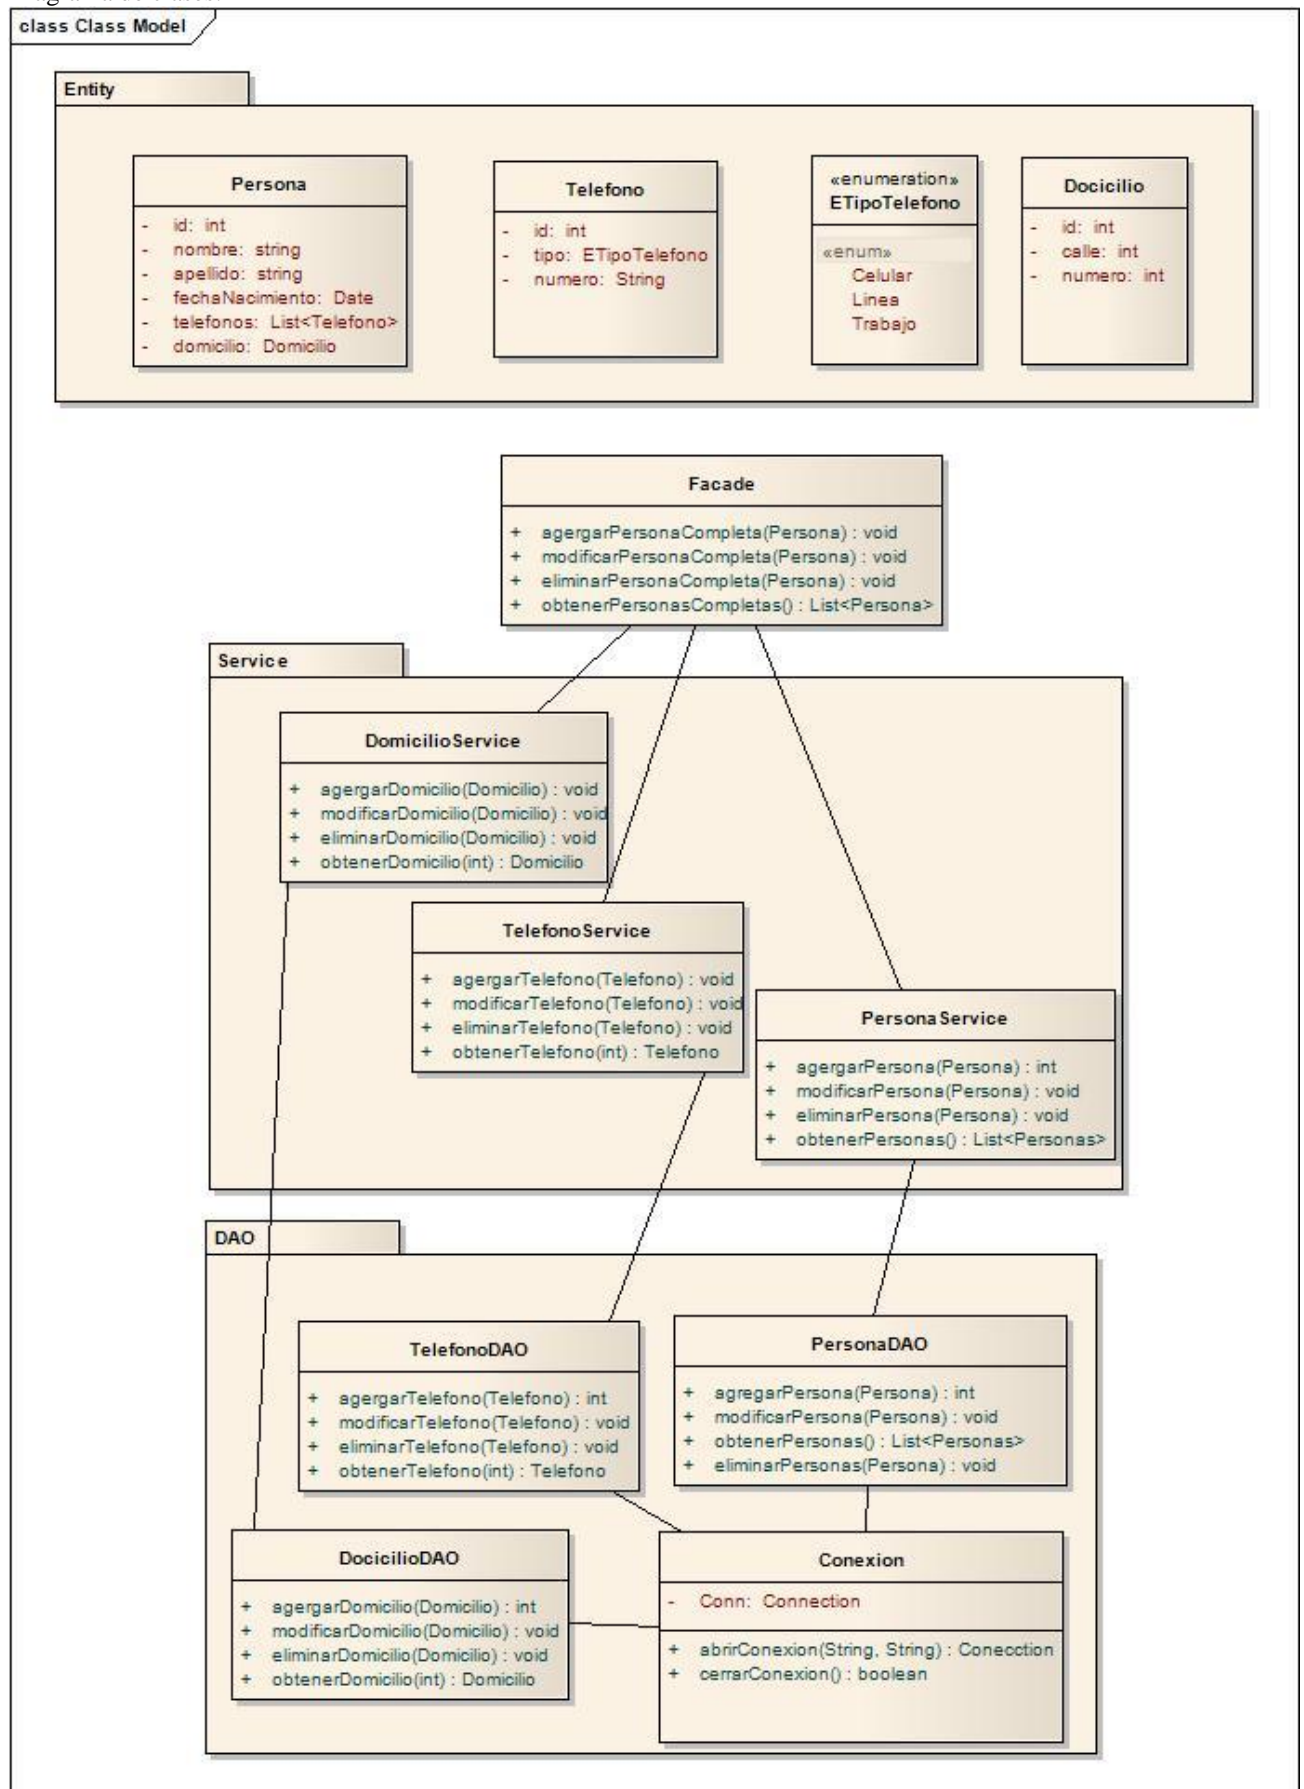 class Class Model
Entity
Persona
- id: int
- nombre: string
- apellido: string
- fechaNacimiento: Date
- telefonos: List<Telefono>
- domicilio: Domicilio
Telefono
- id: int
- tipo: ETipoTelefono
- numero: String
«enumeration»
ETipoTelefono
«enum»
Celular
Linea
Trabajo
Docicilio
- id: int
- calle: int
- numero: int
Facade
+ agergarPersonaCompleta(Persona) : void
+ modificarPersonaCompleta(Persona) : void
+ eliminarPersonaCompleta(Persona) : void
+ obtenerPersonasCompletas() : List<Persona>
Service
DomicilioService
+ agergarDomicilio(Domicilio) : void
+ modificarDomicilio(Domicilio) : void
+ eliminarDomicilio(Domicilio) : void
+ obtenerDomicilio(int) : Domicilio
TelefonoService
+ agergarTelefono(Telefono) : void
+ modificarTelefono(Telefono) : void
+ eliminarTelefono(Telefono) : void
+ obtenerTelefono(int) : Telefono
PersonaService
+ agergarPersona(Persona) : int
+ modificarPersona(Persona) : void
+ eliminarPersona(Persona) : void
+ obtenerPersonas() : List<Personas>
DAO
TelefonoDAO
+ agergarTelefono(Telefono) : int
+ modificarTelefono(Telefono) : void
+ eliminarTelefono(Telefono) : void
+ obtenerTelefono(int) : Telefono
PersonaDAO
+ agregarPersona(Persona) : int
+ modificarPersona(Persona) : void
+ obtenerPersonas() : List<Personas>
+ eliminarPersonas(Persona) : void
DocicilioDAO
+ agergarDomicilio(Domicilio) : int
+ modificarDomicilio(Domicilio) : void
+ eliminarDomicilio(Domicilio) : void
+ obtenerDomicilio(int) : Domicilio
Conexion
- Conn: Connection
+ abrirConexion(String, String) : Conecction
+ cerrarConexion() : boolean